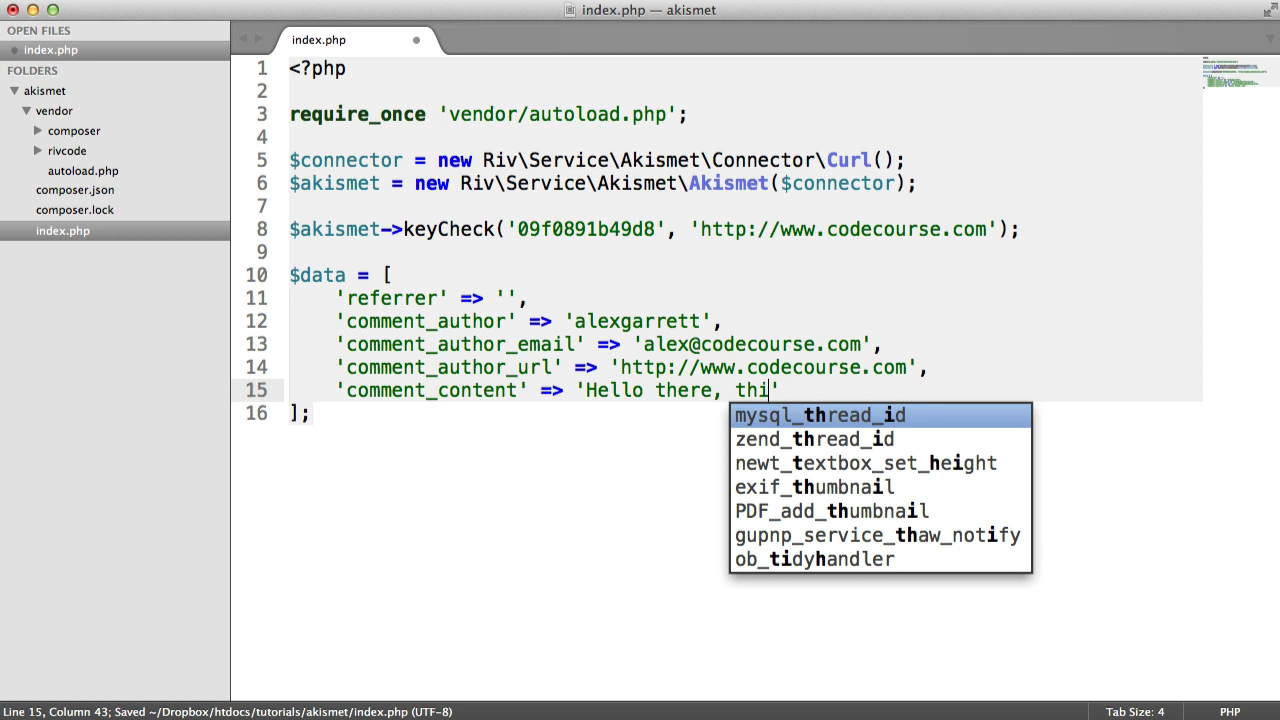 index.php — akismet
OPEN FILES
index.php
FOLDERS
akismet
vendor
composer
rivcode
autoload.php
composer.json
composer.lock
index.php
index.php
1 <?php
2
3 require_once 'vendor/autoload.php';
4
5 $connector = new Riv\Service\Akismet\Connector\Curl();
6 $akismet = new Riv\Service\Akismet\Akismet($connector);
7
8 $akismet->keyCheck('09f0891b49d8', 'http://www.codecourse.com');
9
10 $data = [
11 'referrer' => '',
12 'comment_author' => 'alexgarrett',
13 'comment_author_email' => 'alex@codecourse.com',
14 'comment_author_url' => 'http://www.codecourse.com',
15 'comment_content' => 'Hello there, thi'
16 ];
mysql_thread_id
zend_thread_id
newt_textbox_set_height
exif_thumbnail
PDF_add_thumbnail
gupnp_service_thaw_notify
ob_tidyhandler
Line 15, Column 43; Saved ~/Dropbox/htdocs/tutorials/akismet/index.php (UTF-8)
Tab Size: 4
PHP